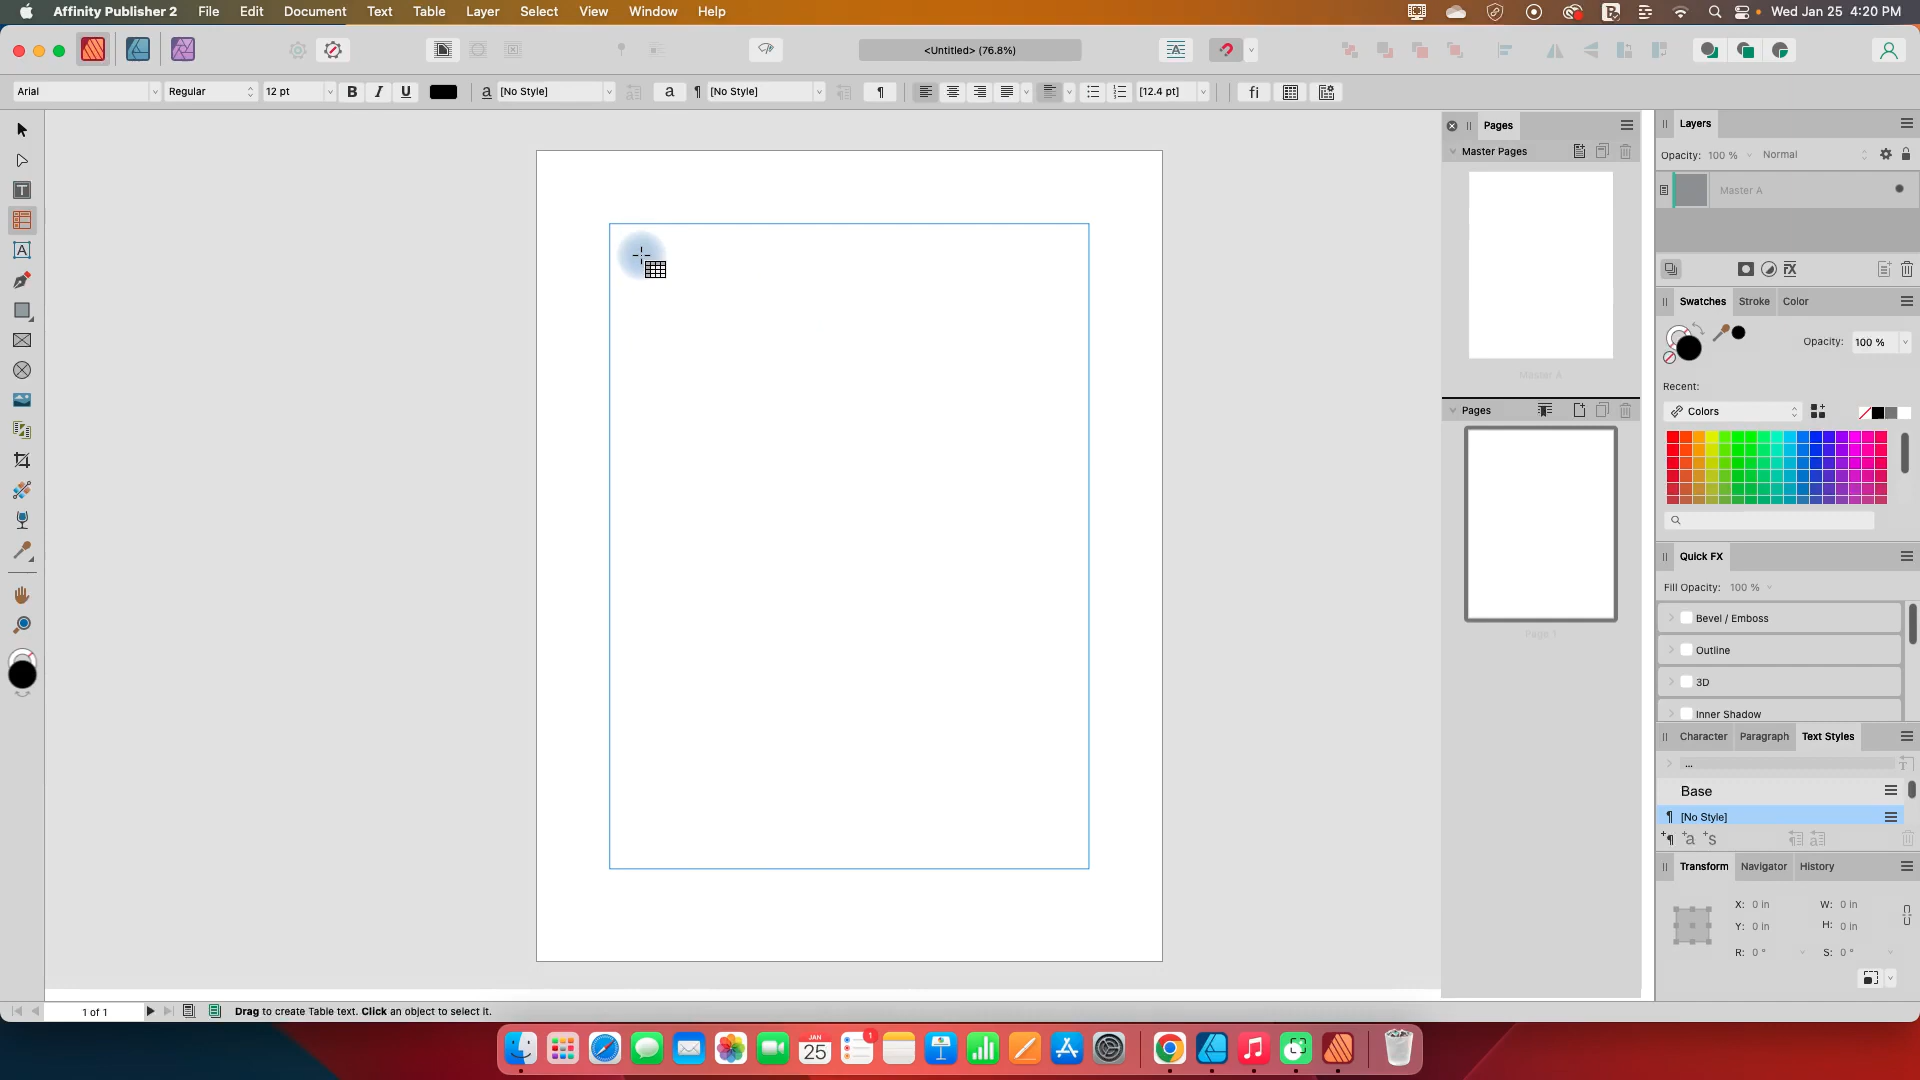 Affinity Publisher 2 File Edit Document Text Table Layer Select View Window Help Wed Jan 25 4:20 PM
<Untitled> (76.8%)
Arial Regular 12 pt B I U a [No Style] a ¶ [No Style] ¶ [12.4 pt] fi
Pages
Master Pages
Master A
Pages
Page 1
Layers
Opacity: 100 % Normal
Master A
Swatches Stroke Color
Opacity: 100 %
Recent:
Colors
Quick FX
Fill Opacity: 100 %
Bevel / Emboss
Outline
3D
Inner Shadow
Character Paragraph Text Styles
...
Base
¶ [No Style]
Transform Navigator History
X: 0 in W: 0 in
Y: 0 in H: 0 in
R: 0 ° S: 0 °
1 of 1 Drag to create Table text. Click an object to select it.
JAN
25
1